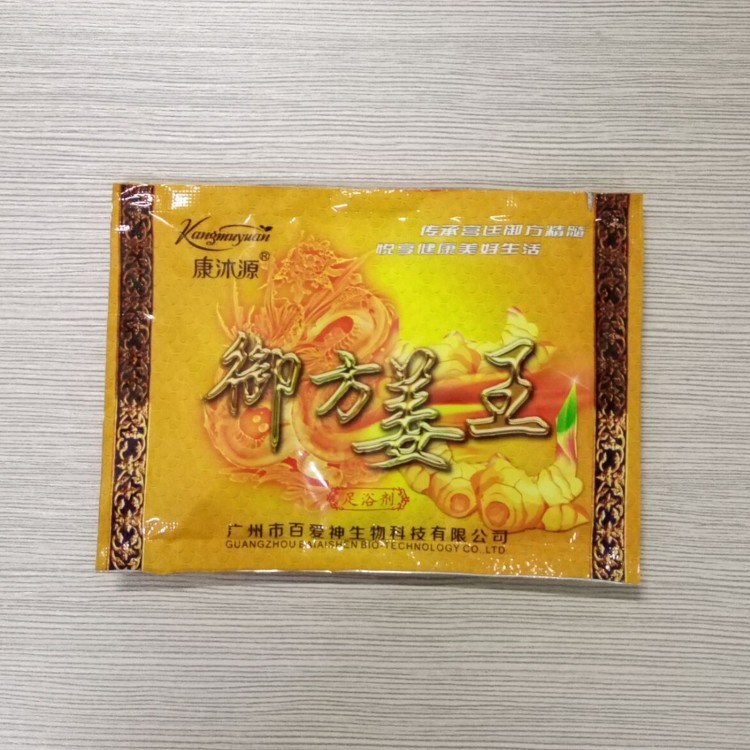 Kangmuyuan
康沐源®
传承宫廷御方精髓
悦享健康美好生活
御方姜王
足浴剂
广州市百爱神生物科技有限公司
GUANGZHOU BAIAISHEN BIO-TECHNOLOGY CO. LTD